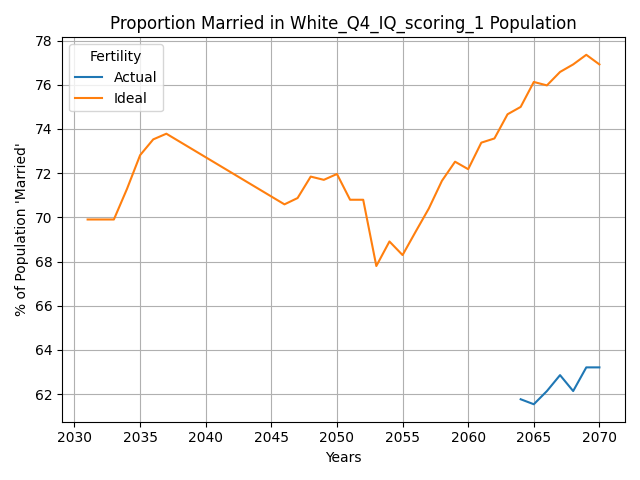 Proportion Married in White_Q4_IQ_scoring_1 Population
Fertility
Actual
Ideal
78
76
74
72
70
68
66
64
62
% of Population 'Married'
2030 2035 2040 2045 2050 2055 2060 2065 2070
Years